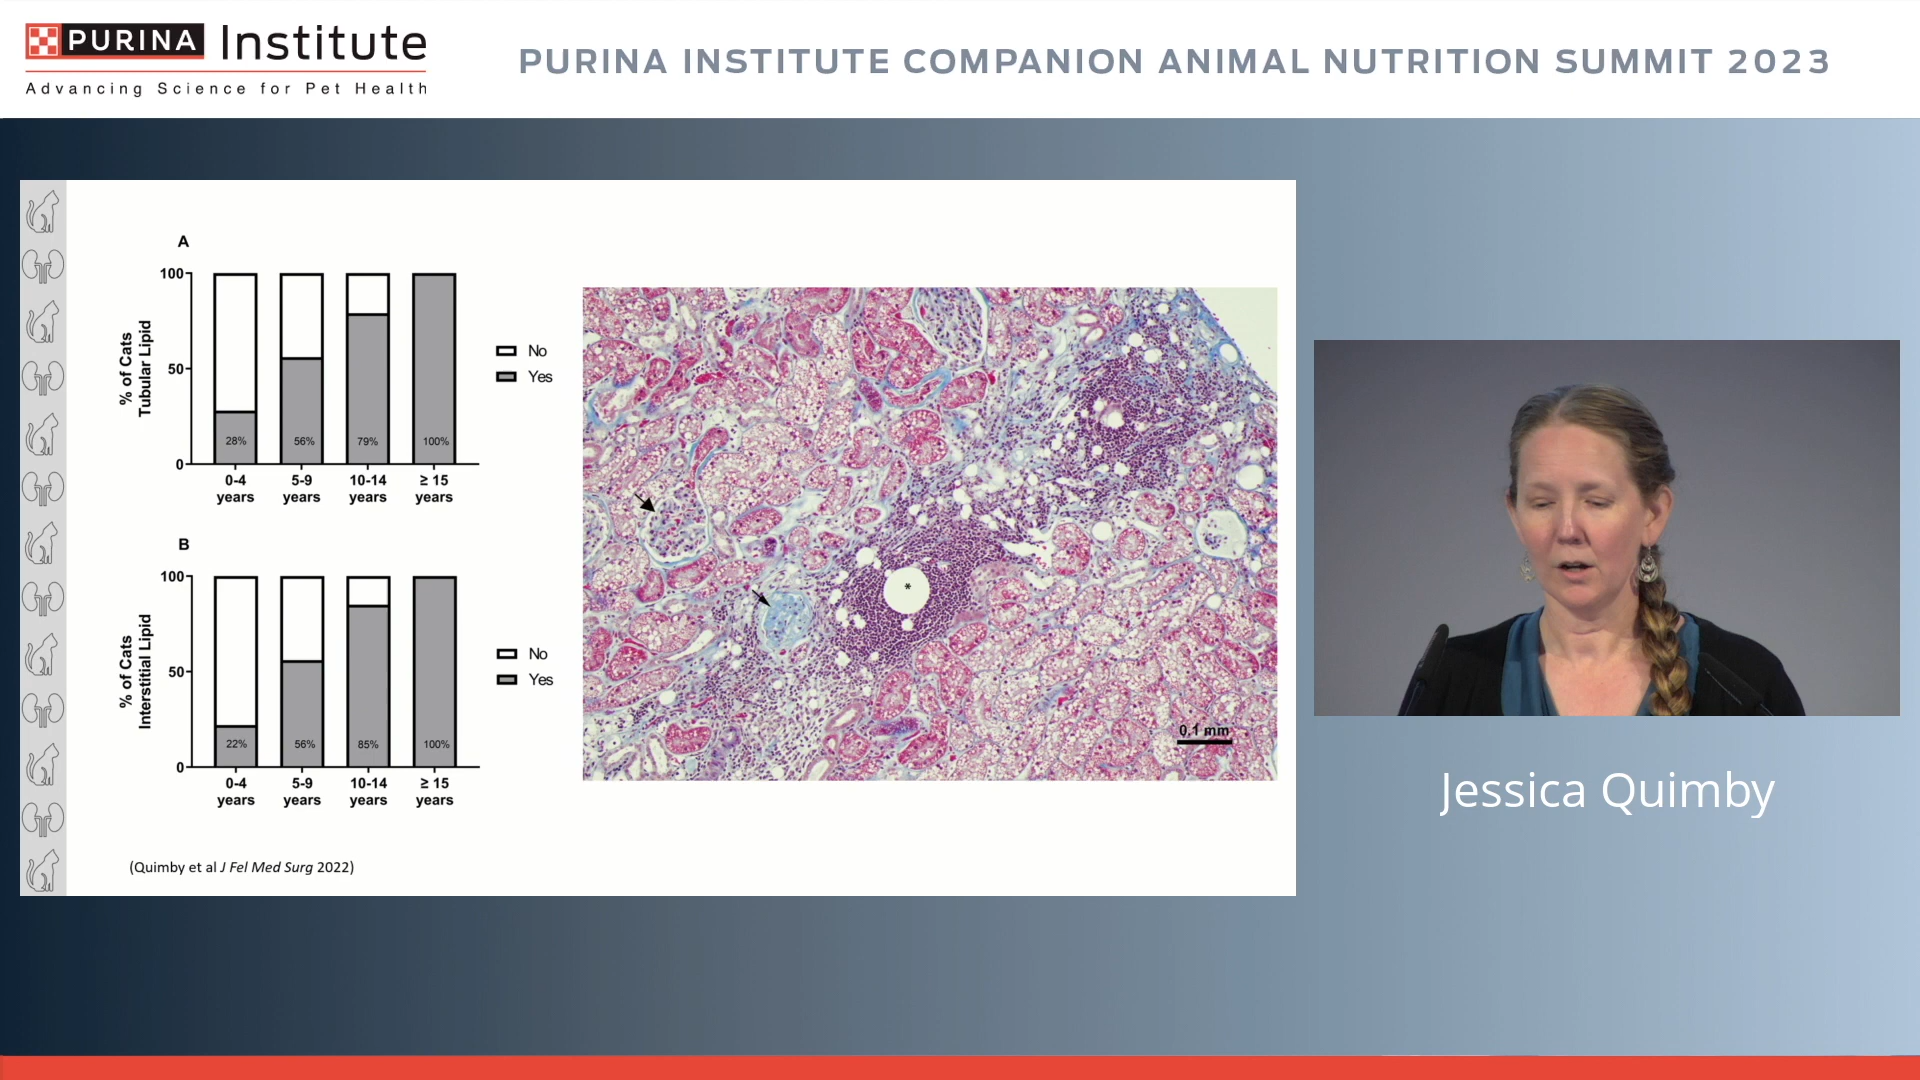 PURINA Institute
Advancing Science for Pet Health
PURINA INSTITUTE COMPANION ANIMAL NUTRITION SUMMIT 2023
A
% of Cats
Tubular Lipid
100
50
0
28%
56%
79%
100%
0-4
years
5-9
years
10-14
years
≥ 15
years
No
Yes
B
% of Cats
Interstitial Lipid
100
50
0
22%
56%
85%
100%
0-4
years
5-9
years
10-14
years
≥ 15
years
No
Yes
*
0.1 mm
(Quimby et al J Fel Med Surg 2022)
Jessica Quimby